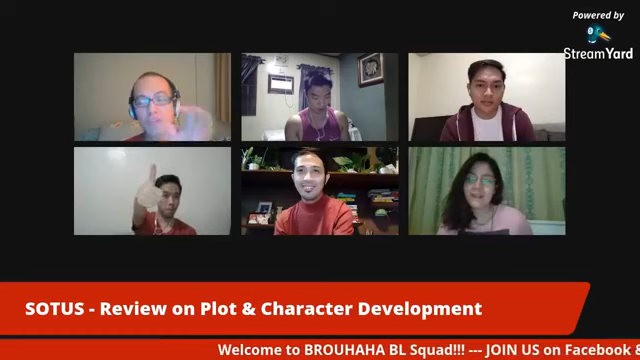 Powered by
StreamYard
SOTUS - Review on Plot & Character Development
Welcome to BROUHAHA BL Squad!!! --- JOIN US on Facebook &